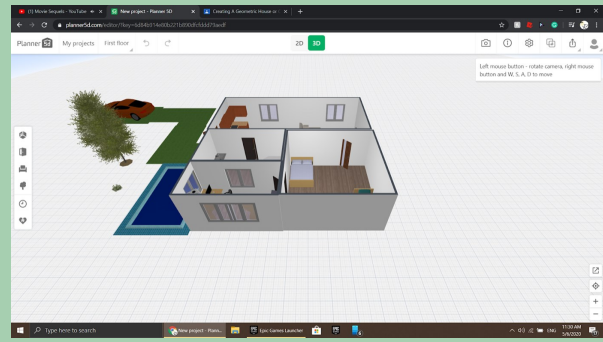 (1) Movie Sequels - YouTube
New project - Planner 5D
Creating A Geometric House or
planner5d.com/editor/?key=
Planner 5D
My projects
First floor
2D
3D
Left mouse button - rotate camera, right mouse
button and W, S, A, D to move
Type here to search
New project - Plann...
Epic Games Launcher
ENG
11:30 AM
5/6/2020